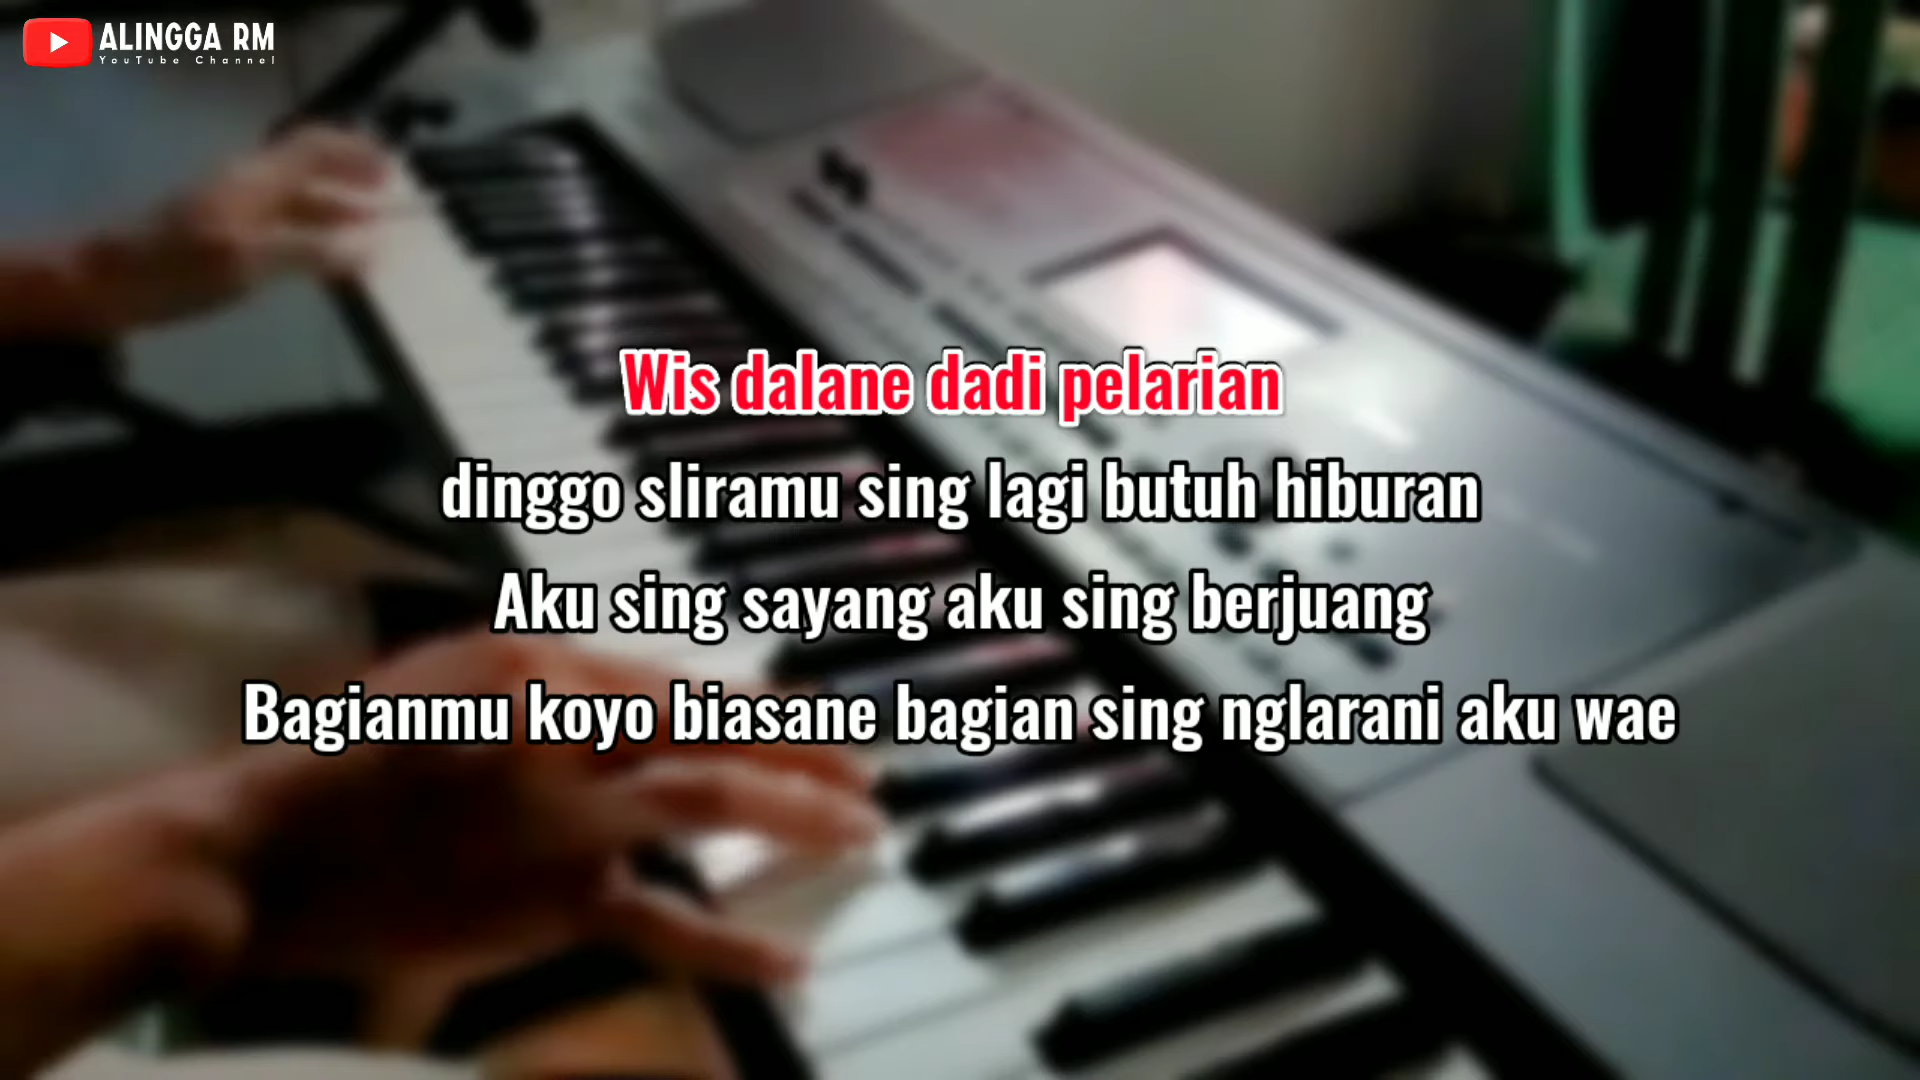 ALINGGA RM
YouTube Channel
Wis dalane dadi pelarian
dinggo sliramu sing lagi butuh hiburan
Aku sing sayang aku sing berjuang
Bagianmu koyo biasane bagian sing nglarani aku wae